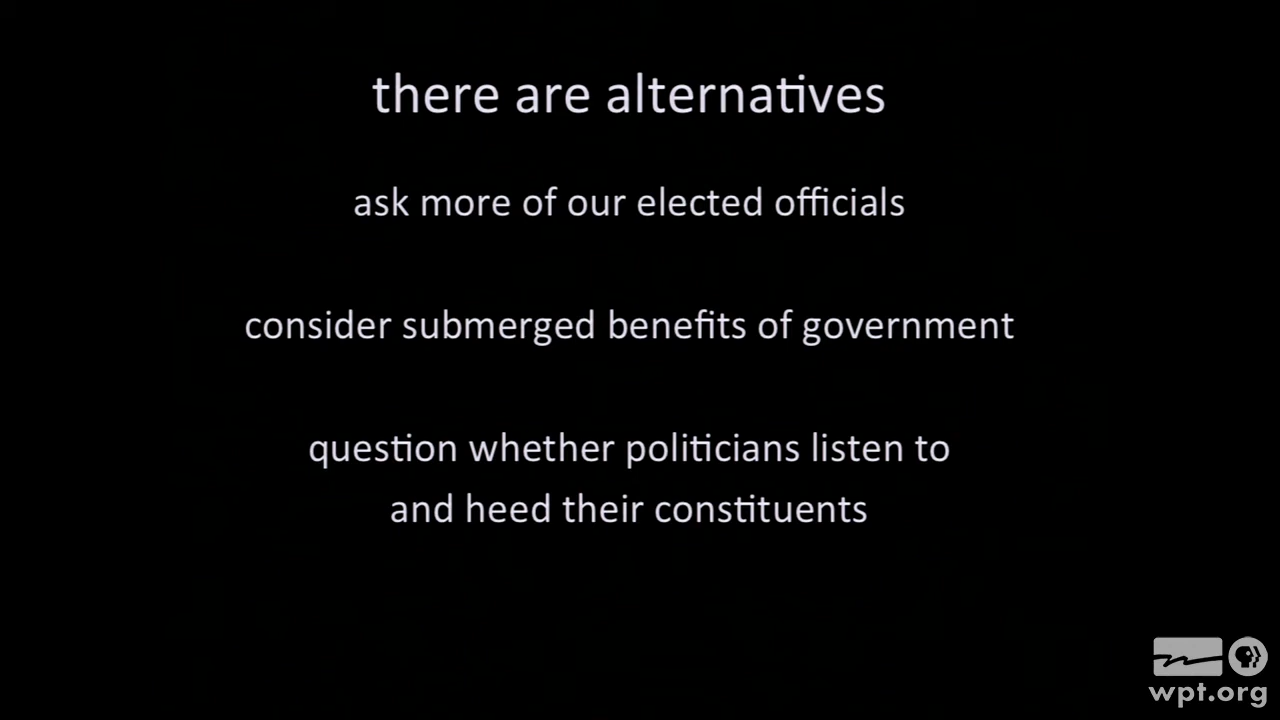 there are alternatives
ask more of our elected officials
consider submerged benefits of government
question whether politicians listen to
and heed their constituents
wpt.org